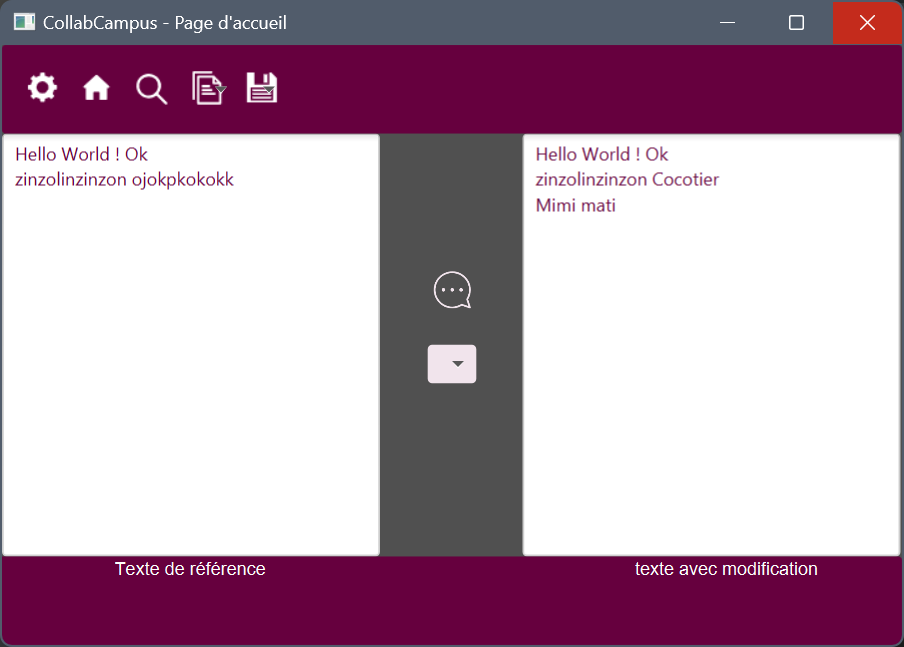 CollabCampus - Page d'accueil
Hello World ! Ok
zinzolinzinzon ojokpkokokk
Hello World ! Ok
zinzolinzinzon Cocotier
Mimi mati
Texte de référence
texte avec modification